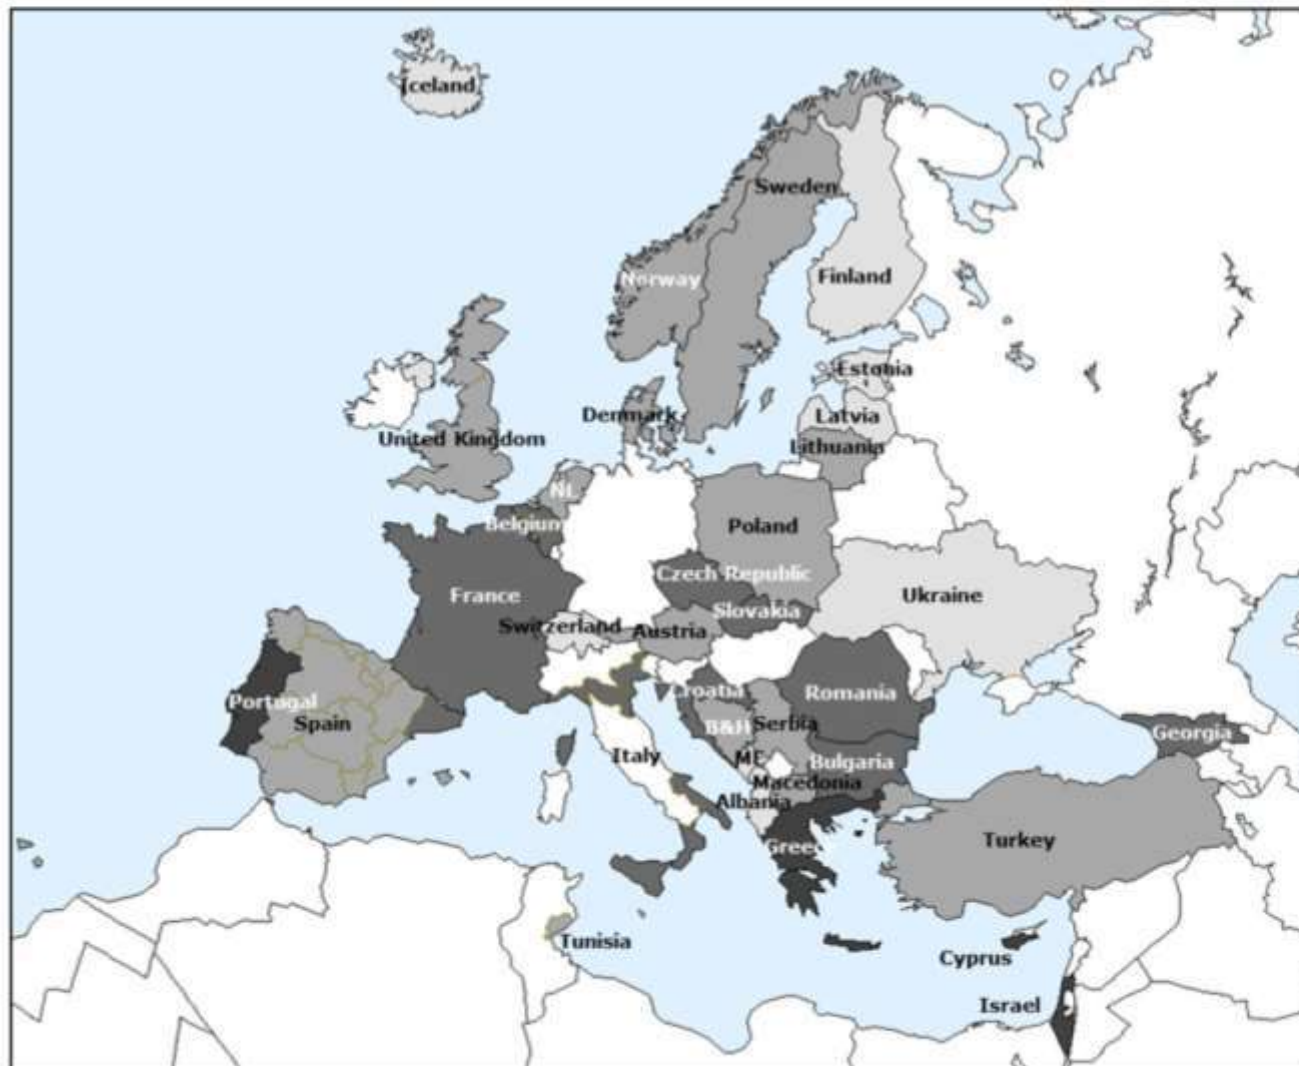 Iceland
Sweden
Norway
Finland
Estonia
Denmark
Latvia
United Kingdom
Lithuania
NL
Belgium
Poland
Czech Republic
France
Ukraine
Slovakia
Switzerland
Austria
Croatia
Romania
Portugal
Spain
B&H
Serbia
Georgia
Italy
ME
Bulgaria
Macedonia
Albania
Turkey
Greece
Tunisia
Cyprus
Israel